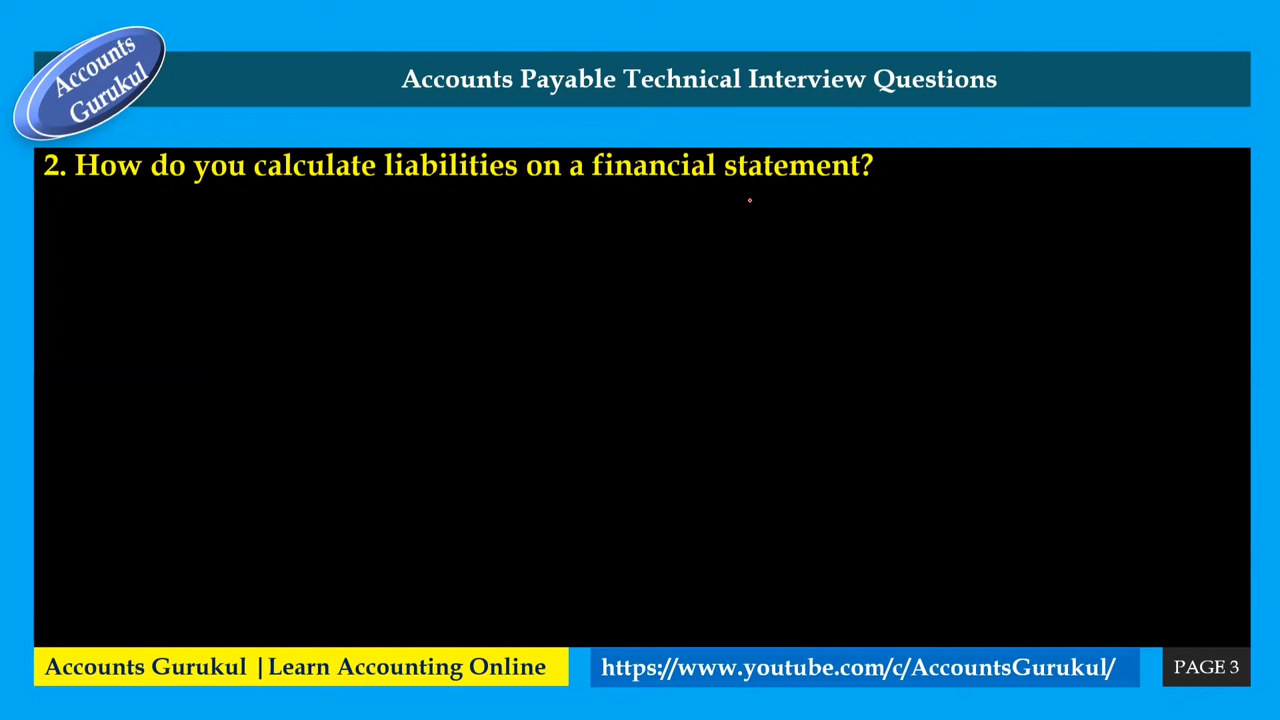 Accounts
Gurukul
Accounts Payable Technical Interview Questions
2. How do you calculate liabilities on a financial statement?
Accounts Gurukul |Learn Accounting Online
https://www.youtube.com/c/AccountsGurukul/
PAGE 3